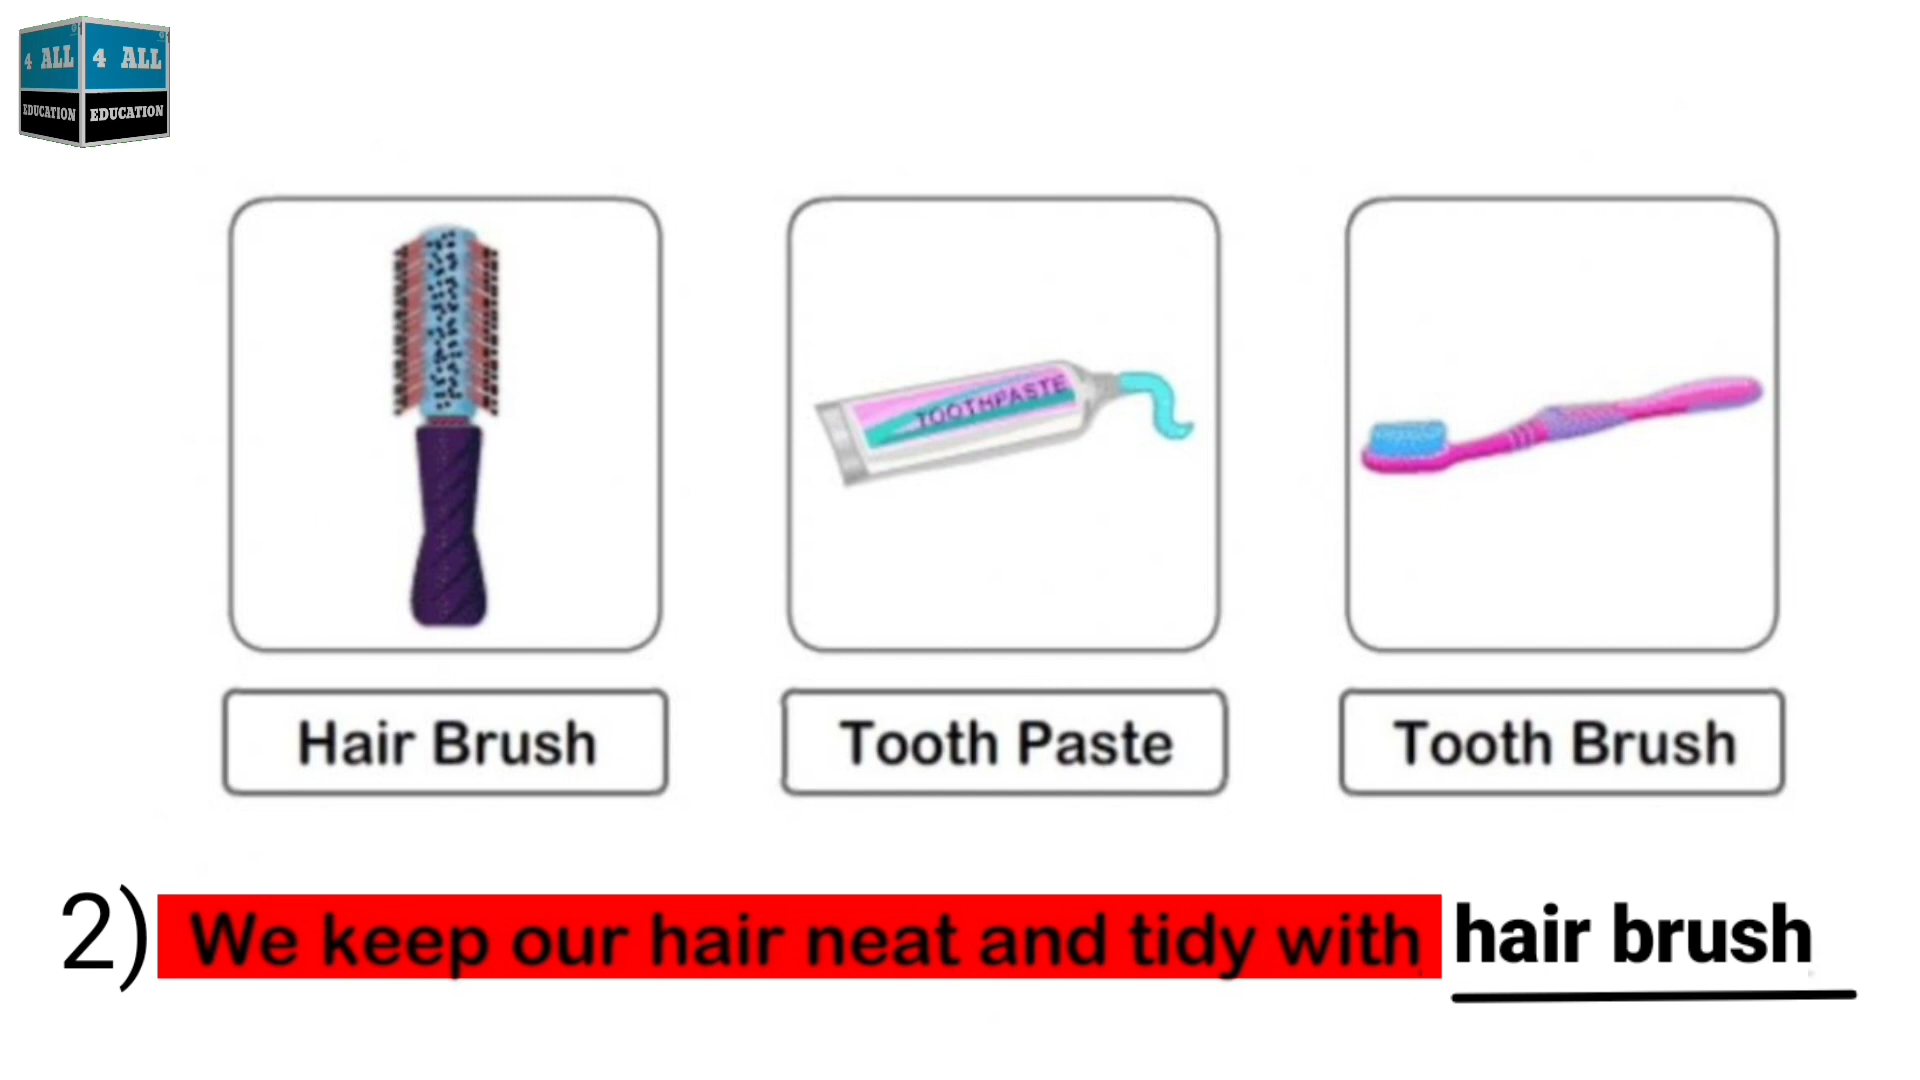 4 ALL 4 ALL
EDUCATION EDUCATION
TOOTHPASTE
Hair Brush Tooth Paste Tooth Brush
2) We keep our hair neat and tidy with hair brush